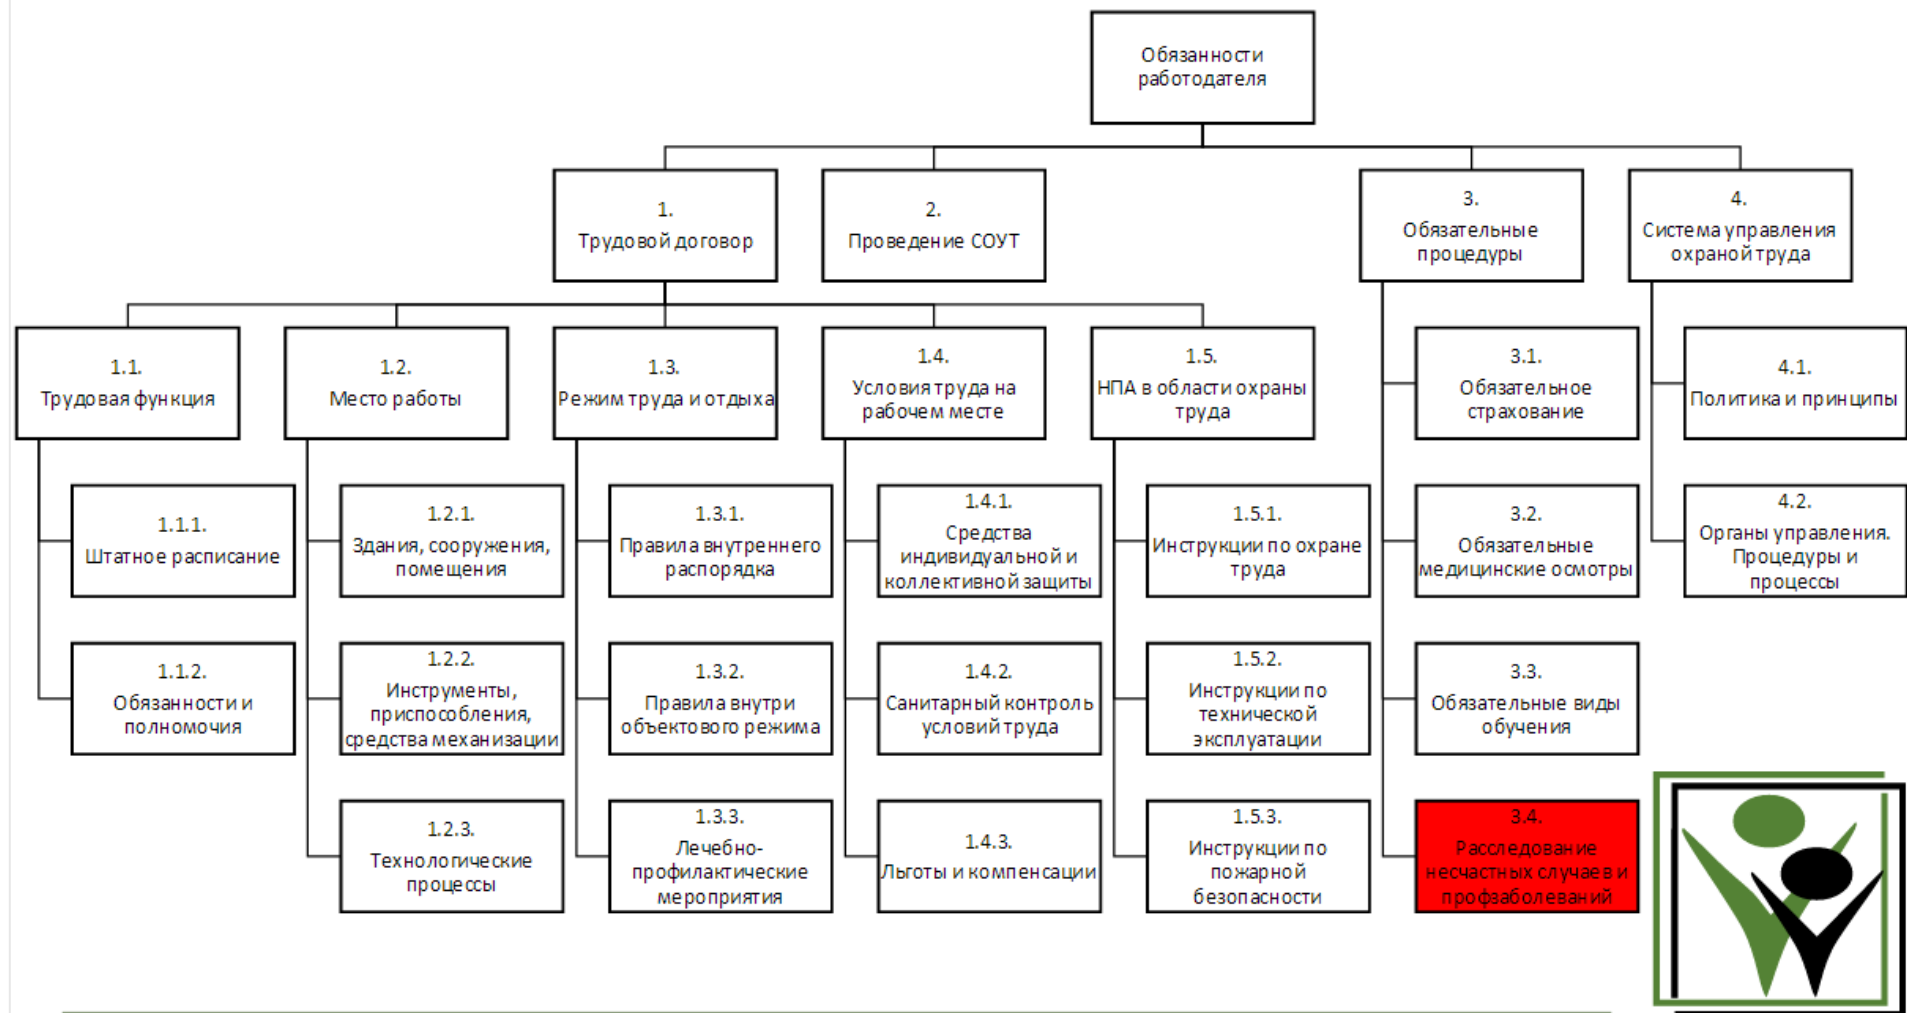 Обязанности
работодателя
1.
Трудовой договор
2.
Проведение СОУТ
3.
Обязательные
процедуры
4.
Система управления
охраной труда
1.1.
Трудовая функция
1.2.
Место работы
1.3.
Режим труда и отдыха
1.4.
Условия труда на
рабочем месте
1.5.
НПА в области охраны
труда
3.1.
Обязательное
страхование
4.1.
Политика и принципы
1.1.1.
Штатное расписание
1.2.1.
Здания, сооружения,
помещения
1.3.1.
Правила внутреннего
распорядка
1.4.1.
Средства
индивидуальной и
коллективной защиты
1.5.1.
Инструкции по охране
труда
3.2.
Обязательные
медицинские осмотры
4.2.
Органы управления.
Процедуры и
процессы
1.1.2.
Обязанности и
полномочия
1.2.2.
Инструменты,
приспособления,
средства механизации
1.3.2.
Правила внутри
объектового режима
1.4.2.
Санитарный контроль
условий труда
1.5.2.
Инструкции по
технической
эксплуатации
3.3.
Обязательные виды
обучения
1.2.3.
Технологические
процессы
1.3.3.
Лечебно-
профилактические
мероприятия
1.4.3.
Льготы и компенсации
1.5.3.
Инструкции по
пожарной
безопасности
3.4.
Расследование
несчастных случаев и
профзаболеваний